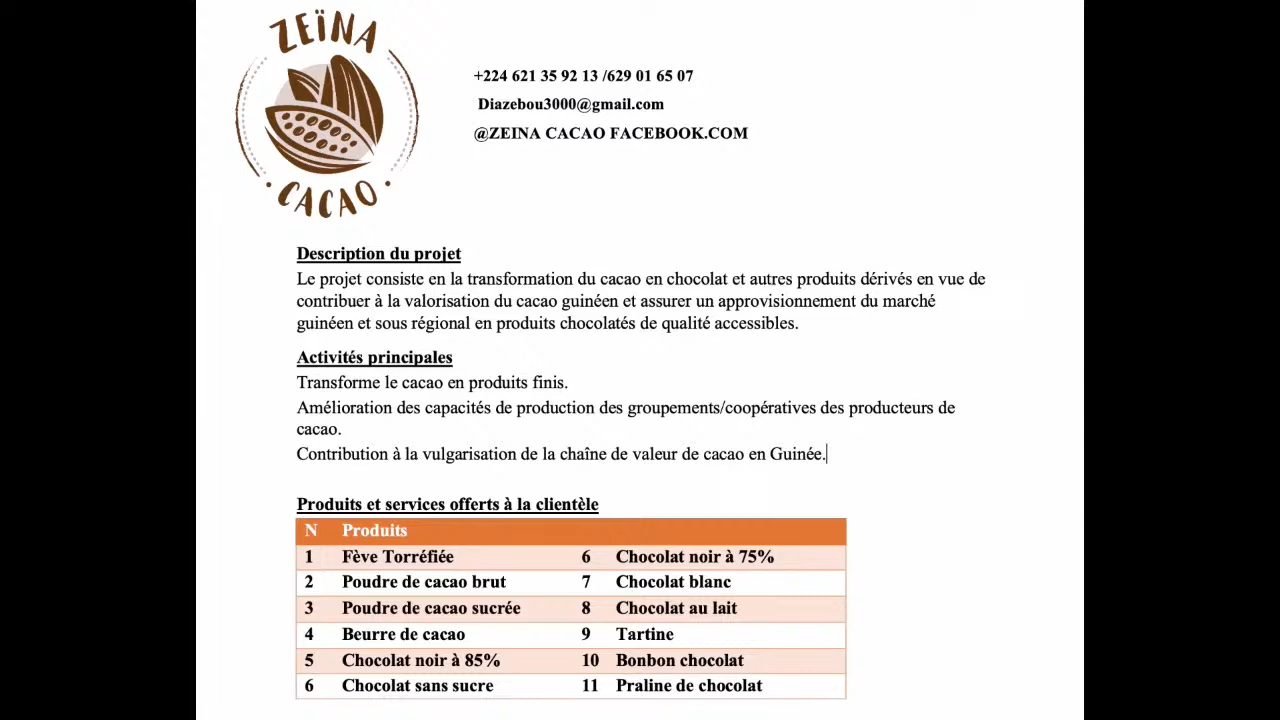 ZEÏNA
CACAO
+224 621 35 92 13 /629 01 65 07
Diazebou3000@gmail.com
@ZEINA CACAO FACEBOOK.COM
Description du projet
Le projet consiste en la transformation du cacao en chocolat et autres produits dérivés en vue de
contribuer à la valorisation du cacao guinéen et assurer un approvisionnement du marché
guinéen et sous régional en produits chocolatés de qualité accessibles.
Activités principales
Transforme le cacao en produits finis.
Amélioration des capacités de production des groupements/coopératives des producteurs de
cacao.
Contribution à la vulgarisation de la chaîne de valeur de cacao en Guinée.
Produits et services offerts à la clientèle
N Produits
1 Fève Torréfiée 6 Chocolat noir à 75%
2 Poudre de cacao brut 7 Chocolat blanc
3 Poudre de cacao sucrée 8 Chocolat au lait
4 Beurre de cacao 9 Tartine
5 Chocolat noir à 85% 10 Bonbon chocolat
6 Chocolat sans sucre 11 Praline de chocolat